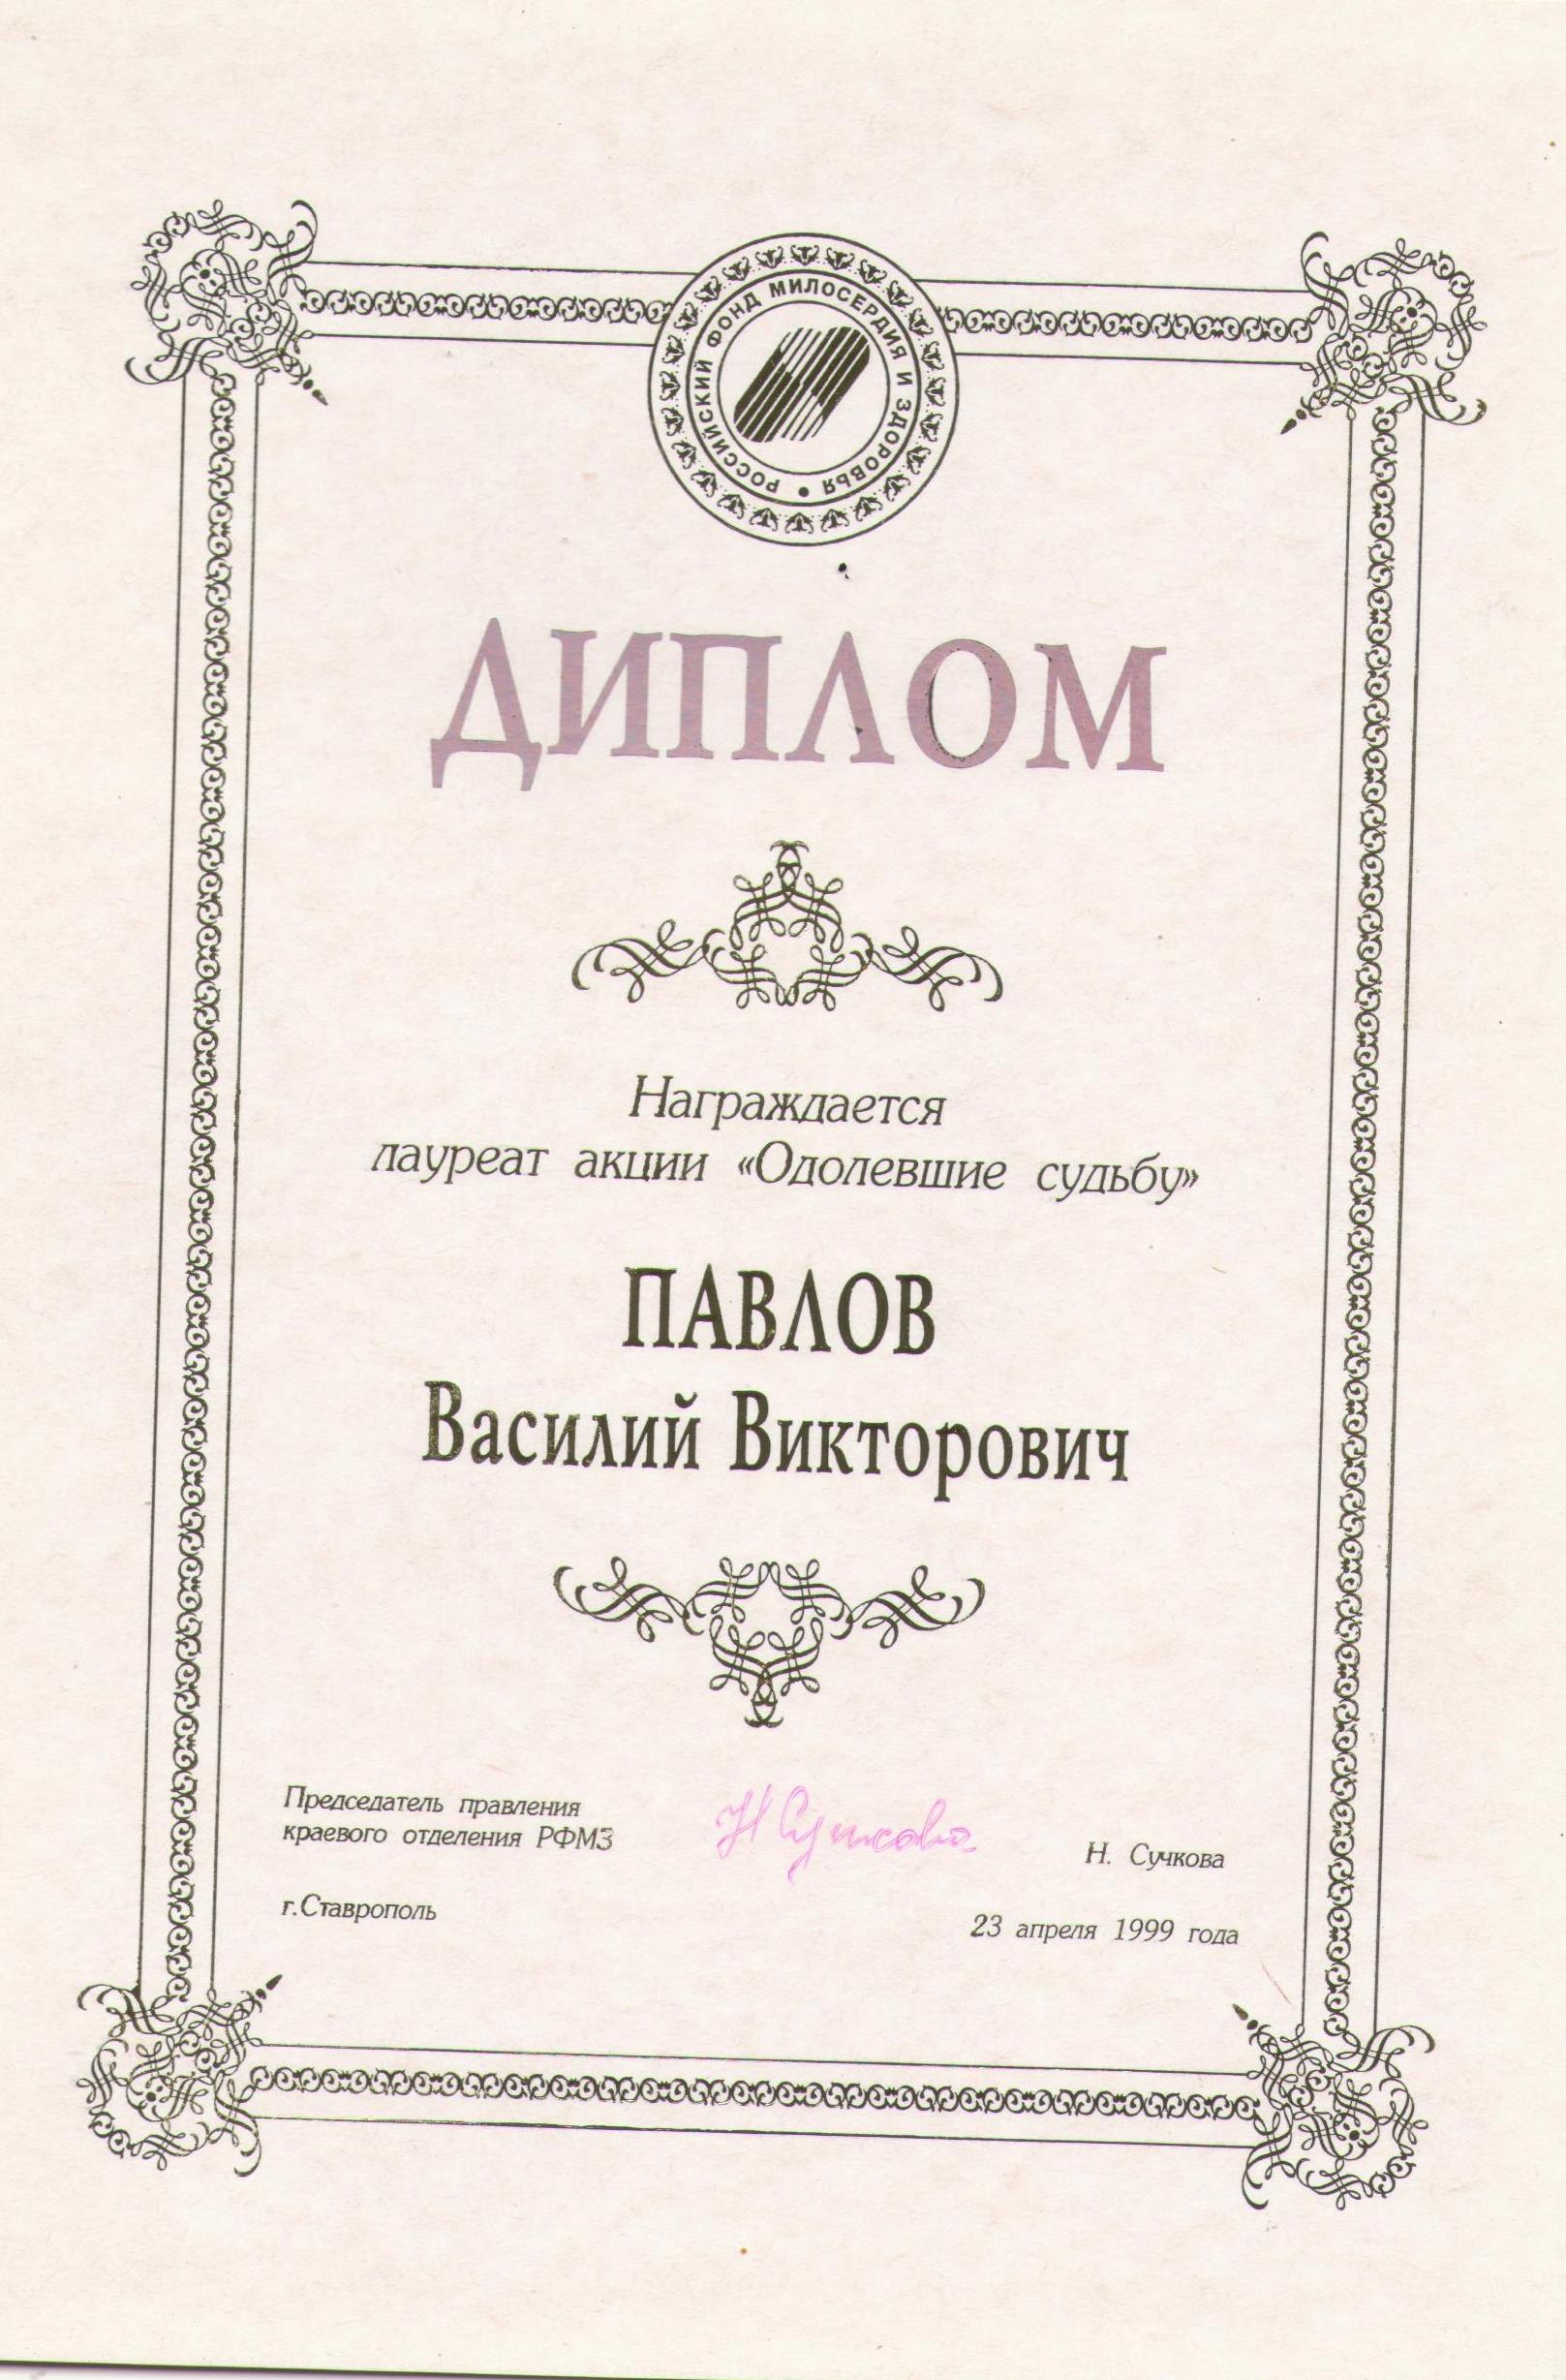 РОССИЙСКИЙ ФОНД МИЛОСЕРДИЯ И ЗДОРОВЬЯ •
ДИПЛОМ
Награждается
лауреат акции «Одолевшие судьбу»
ПАВЛОВ
Василий Викторович
Председатель правления
краевого отделения РФМЗ
Н Сучкова
Н. Сучкова
г.Ставрополь
23 апреля 1999 года